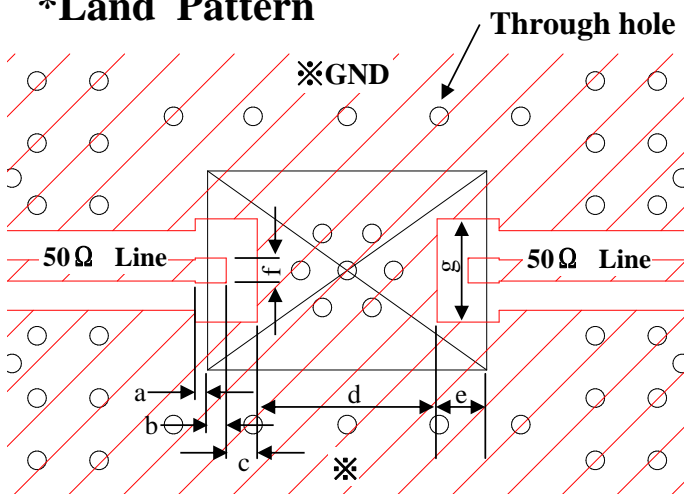 *Land Pattern
Through hole
※GND
50Ω Line
f
g
50Ω Line
a
d
e
b
c
※